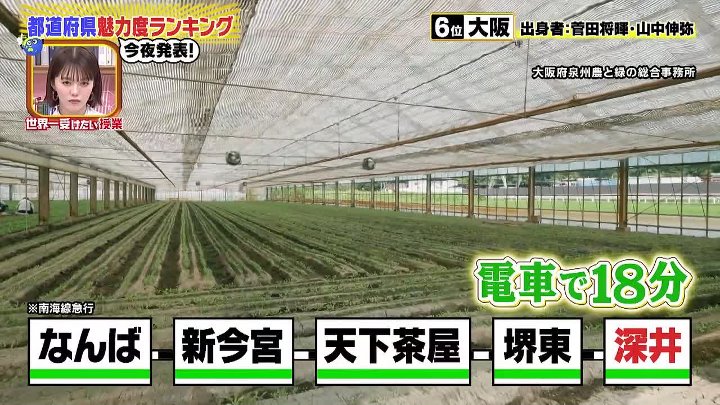 都道府県魅力度ランキング
今夜発表!
世界一受けたい授業
6位 大阪 出身者:菅田将暉・山中伸弥
大阪府泉州農と緑の総合事務所
電車で18分
※南海線急行
なんば 新今宮 天下茶屋 堺東 深井